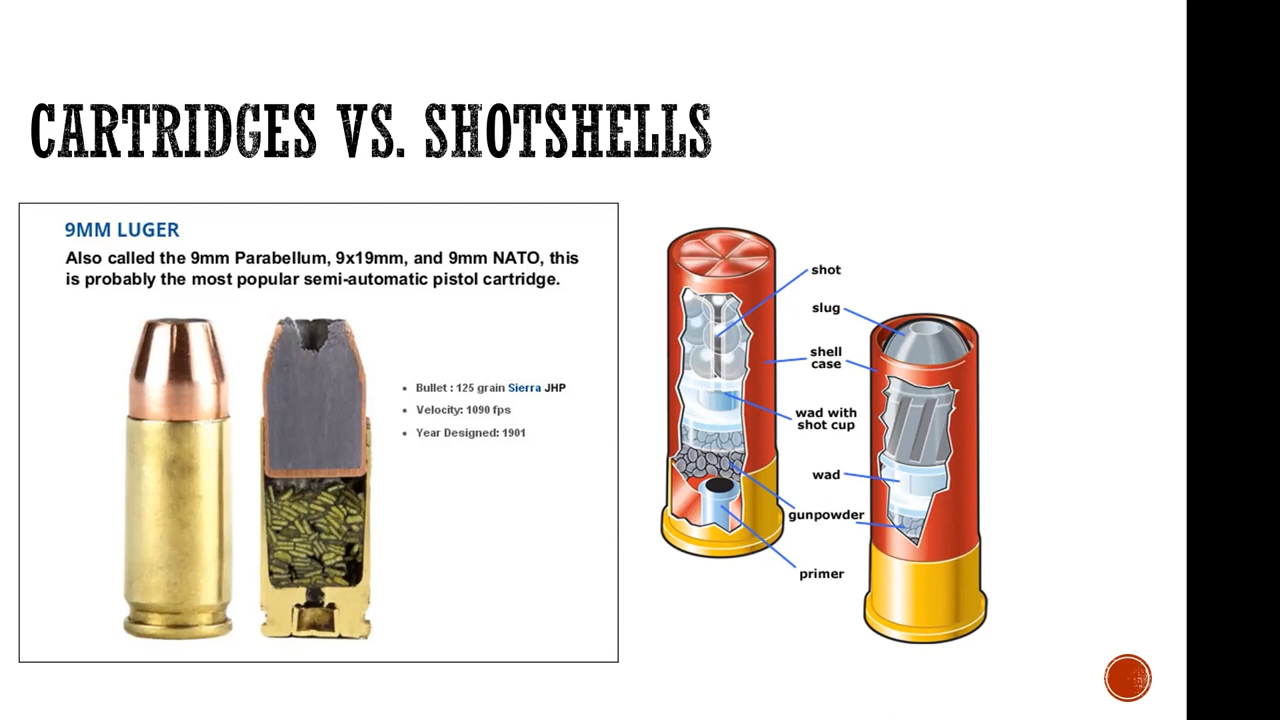 CARTRIDGES VS. SHOTSHELLS
9MM LUGER
Also called the 9mm Parabellum, 9x19mm, and 9mm NATO, this
is probably the most popular semi-automatic pistol cartridge.
• Bullet : 125 grain Sierra JHP
• Velocity: 1090 fps
• Year Designed: 1901
shot
slug
shell
case
wad with
shot cup
wad
gunpowder
primer